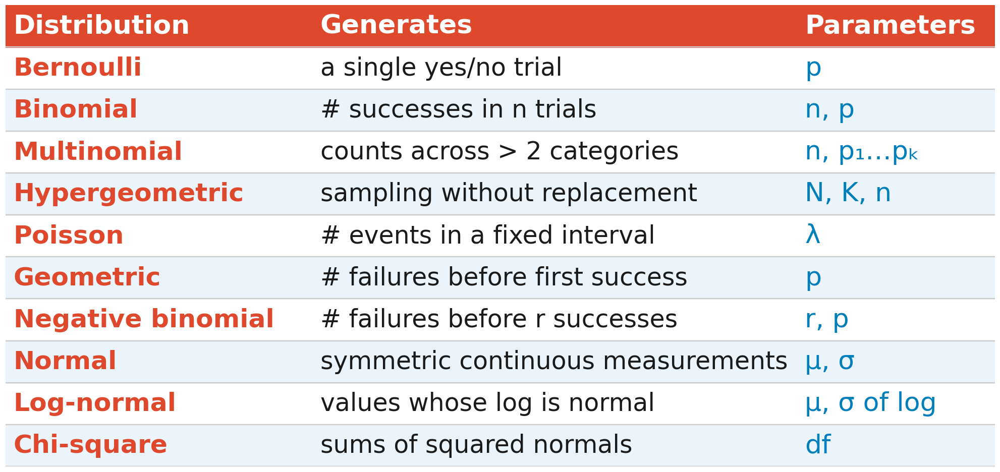 Distribution Generates Parameters
Bernoulli a single yes/no trial p
Binomial # successes in n trials n, p
Multinomial counts across > 2 categories n, p₁…pₖ
Hypergeometric sampling without replacement N, K, n
Poisson # events in a fixed interval λ
Geometric # failures before first success p
Negative binomial # failures before r successes r, p
Normal symmetric continuous measurements μ, σ
Log-normal values whose log is normal μ, σ of log
Chi-square sums of squared normals df